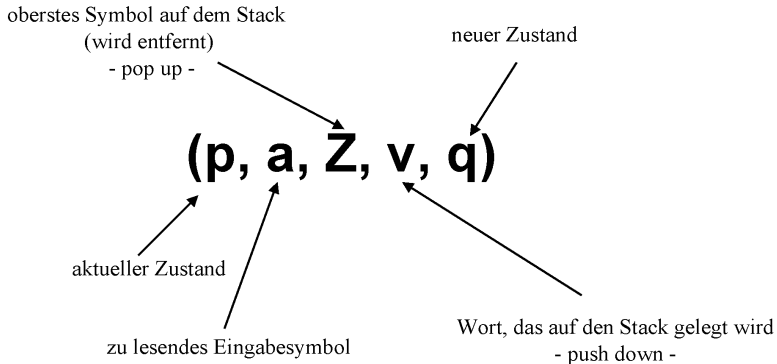 oberstes Symbol auf dem Stack
(wird entfernt)
- pop up -
neuer Zustand
(p, a, Z, v, q)
aktueller Zustand
zu lesendes Eingabesymbol
Wort, das auf den Stack gelegt wird
- push down -